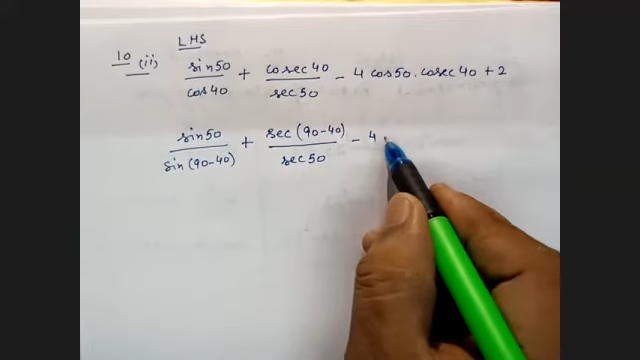 LHS
10 (ii) sin50/cos40 + cosec40/sec50 - 4 cos50. cosec40 + 2
sin50/sin(90-40) + sec(90-40)/sec50 - 4